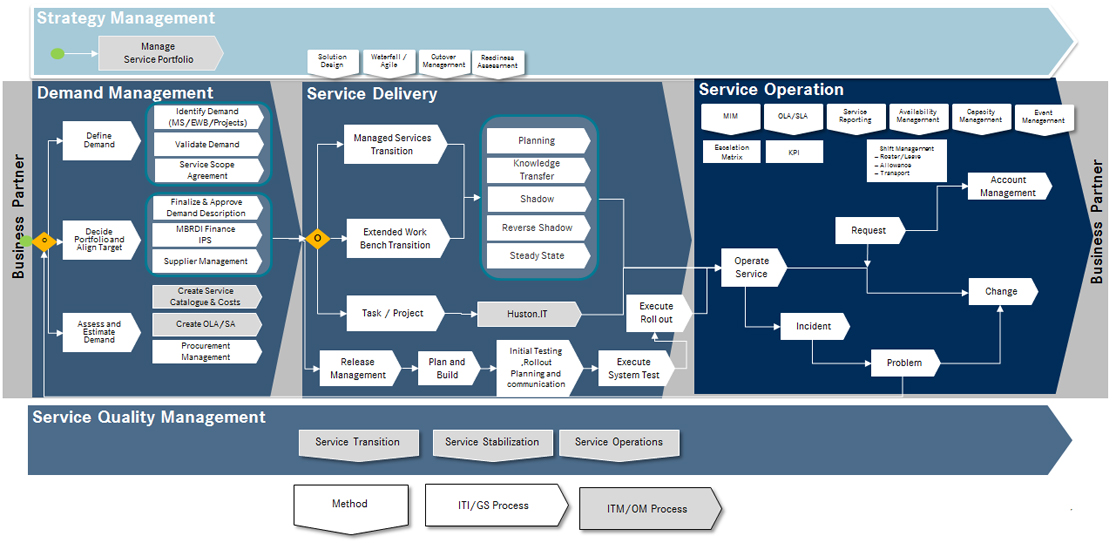 Strategy Management
Manage
Service Portfolio
Solution
Design
Waterfall /
Agile
Cutover
Management
Readiness
Assessment
Business Partner
Demand Management
Define
Demand
Identify Demand
(MS/EWB/Projects)
Validate Demand
Service Scope
Agreement
O
Decide
Portfolio and
Align Target
Finalize & Approve
Demand Description
MBRDI Finance
IPS
Supplier Management
Assess and
Estimate
Demand
Create Service
Catalogue & Costs
Create OLA/SA
Procurement
Management
Service Delivery
O
Managed Services
Transition
Extended Work
Bench Transition
Planning
Knowledge
Transfer
Shadow
Reverse Shadow
Steady State
Task / Project
Huston.IT
Release
Management
Plan and
Build
Initial Testing
,Rollout
Planning and
communication
Execute
System Test
Execute
Roll out
Service Operation
MIM
OLA/SLA
Service
Reporting
Availability
Management
Capacity
Management
Event
Management
Escalation
Matrix
KPI
Shift Management
– Roster/Leave
– Allowance
– Transport
Account
Management
Request
Operate
Service
Change
Incident
Problem
Business Partner
Service Quality Management
Service Transition
Service Stabilization
Service Operations
Method
ITI/GS Process
ITM/OM Process